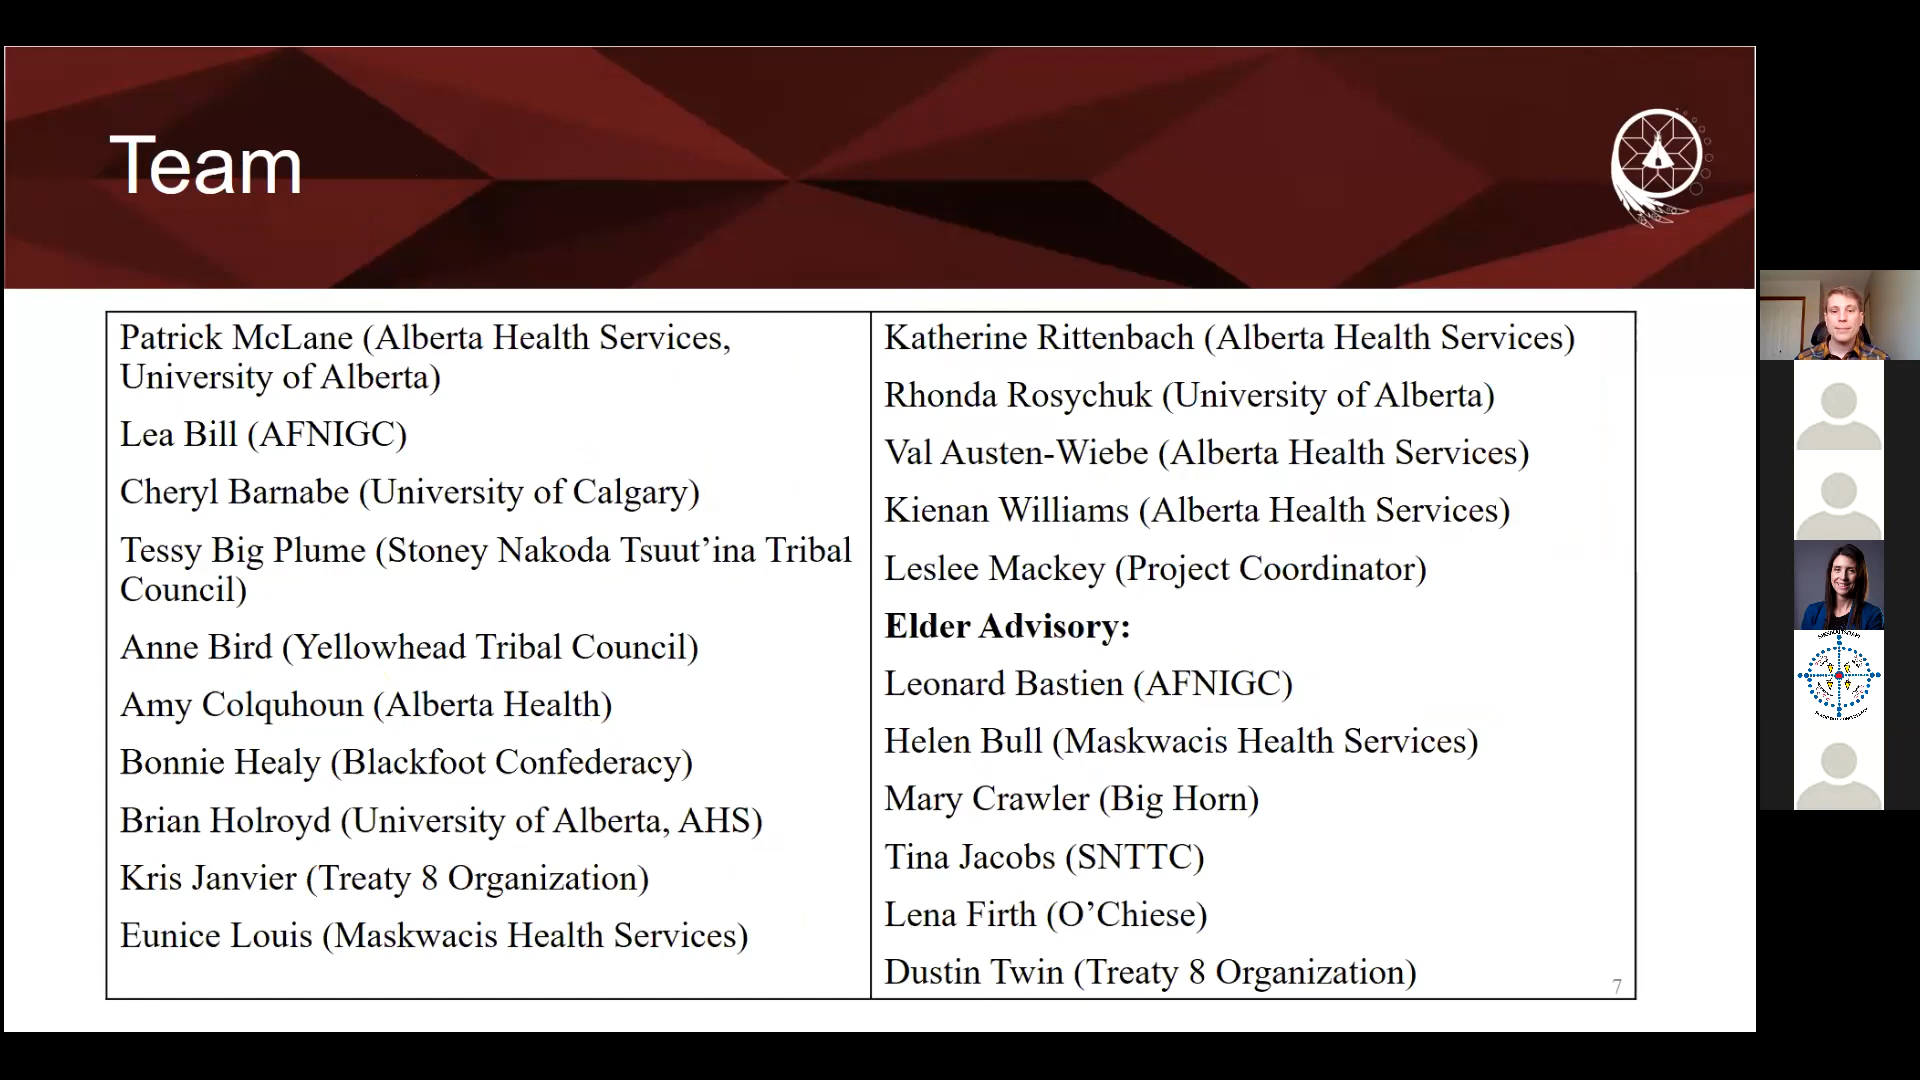 Team
Patrick McLane (Alberta Health Services,
University of Alberta)
Lea Bill (AFNIGC)
Cheryl Barnabe (University of Calgary)
Tessy Big Plume (Stoney Nakoda Tsuut’ina Tribal
Council)
Anne Bird (Yellowhead Tribal Council)
Amy Colquhoun (Alberta Health)
Bonnie Healy (Blackfoot Confederacy)
Brian Holroyd (University of Alberta, AHS)
Kris Janvier (Treaty 8 Organization)
Eunice Louis (Maskwacis Health Services)
Katherine Rittenbach (Alberta Health Services)
Rhonda Rosychuk (University of Alberta)
Val Austen-Wiebe (Alberta Health Services)
Kienan Williams (Alberta Health Services)
Leslee Mackey (Project Coordinator)
Elder Advisory:
Leonard Bastien (AFNIGC)
Helen Bull (Maskwacis Health Services)
Mary Crawler (Big Horn)
Tina Jacobs (SNTTC)
Lena Firth (O’Chiese)
Dustin Twin (Treaty 8 Organization)
7